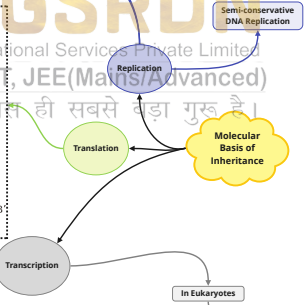 Semi-conservative
DNA Replication
ational Services Private Limited
Replication
T, JEE(Mains/Advanced)
ही सबसे बड़ा गुरू है।
Molecular
Basis of
Inheritance
Translation
Transcription
In Eukaryotes